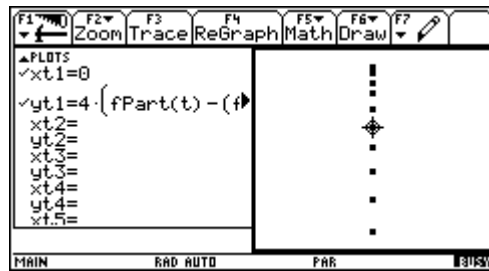 F1 F2 F3 F4 F5 F6 F7
Zoom Trace ReGraph Math Draw
▲PLOTS
✓xt1=0
✓yt1=4·(fPart(t)-(f▶
xt2=
yt2=
xt3=
yt3=
xt4=
yt4=
xt5=
MAIN RAD AUTO PAR BUSY